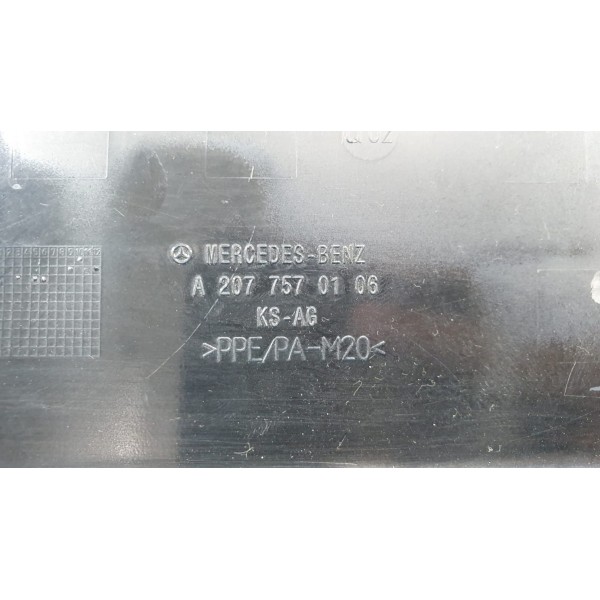 MERCEDES-BENZ
A 207 757 01 06
KS-AG
>PPE/PA-M20<